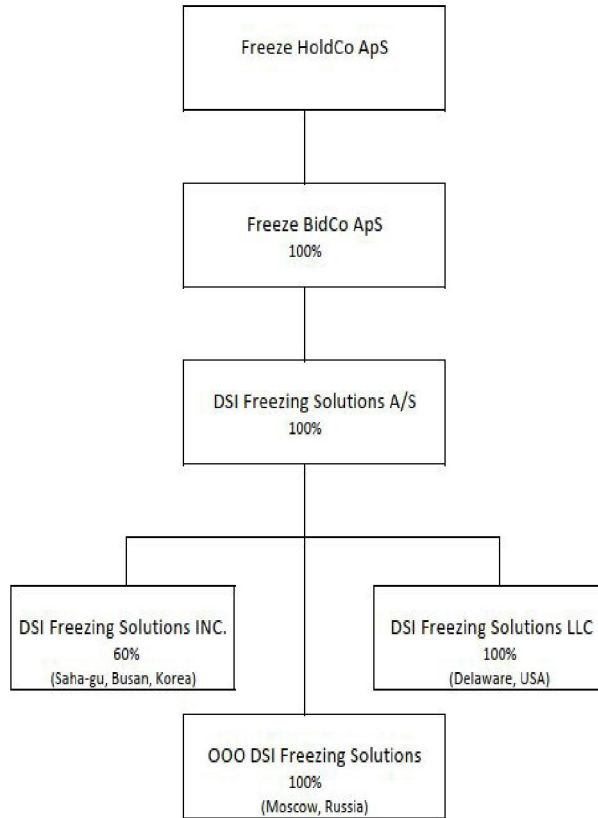 Freeze HoldCo ApS
Freeze BidCo ApS
100%
DSI Freezing Solutions A/S
100%
DSI Freezing Solutions INC.
60%
(Saha-gu, Busan, Korea)
DSI Freezing Solutions LLC
100%
(Delaware, USA)
OOO DSI Freezing Solutions
100%
(Moscow, Russia)